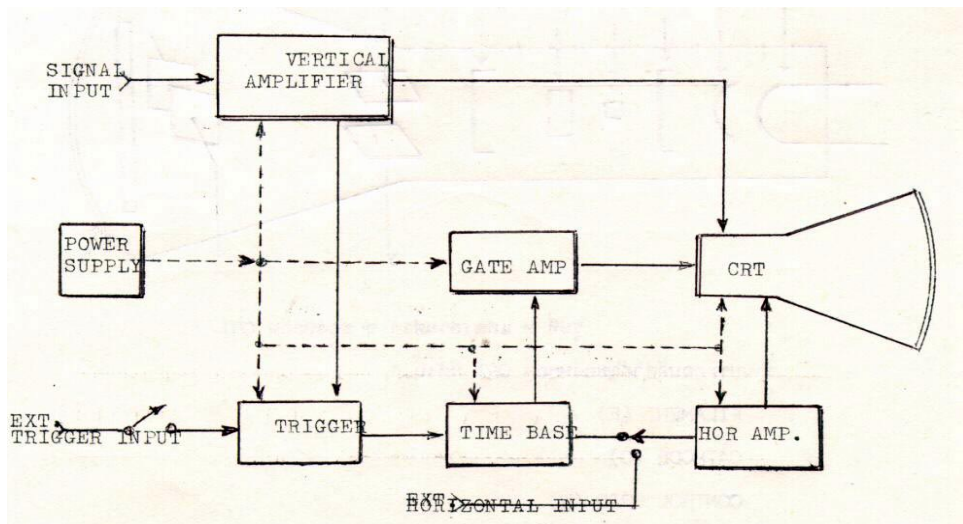 VERTICAL
AMPLIFIER
SIGNAL
INPUT
POWER
SUPPLY
GATE AMP
CRT
EXT
TRIGGER INPUT
TRIGGER
TIME BASE
HOR AMP.
EXT
HORIZONTAL INPUT